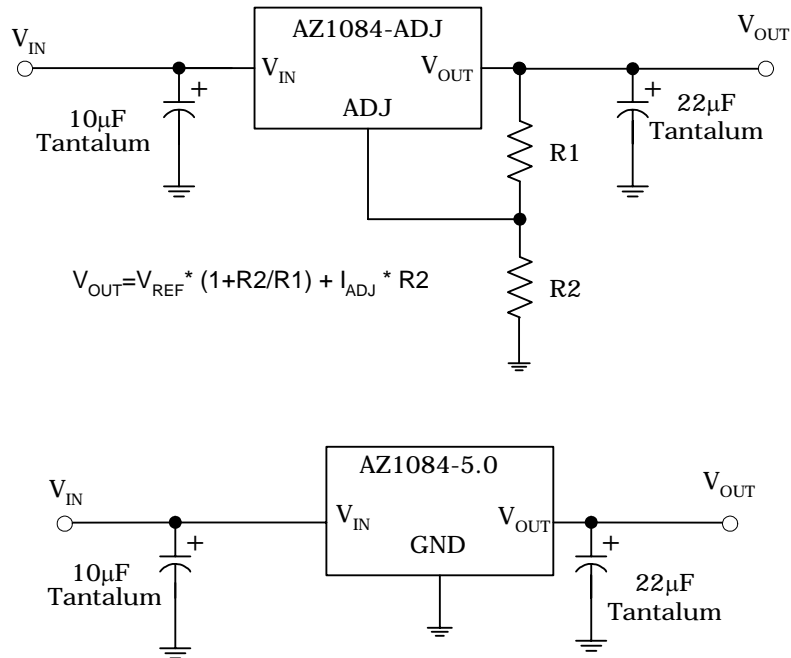 AZ1084-ADJ
V_IN
V_OUT
V_IN
V_OUT
ADJ
+
10μF
Tantalum
+
22μF
Tantalum
R1
R2
V_OUT=V_REF* (1+R2/R1) + I_ADJ * R2
AZ1084-5.0
V_IN
V_OUT
V_IN
V_OUT
GND
+
10μF
Tantalum
+
22μF
Tantalum